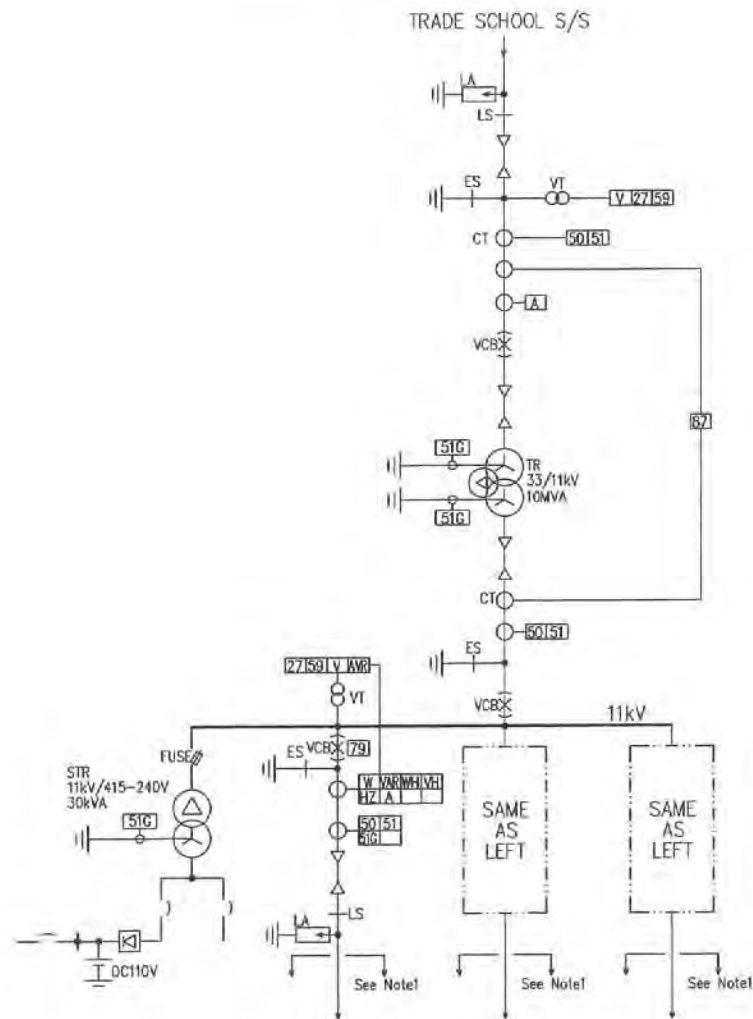 TRADE SCHOOL S/S
LA
LS
ES
VT
V 27 59
CT
50 51
A
VCB
87
51G
TR
33/11kV
10MVA
51G
CT
50 51
ES
27 59 V AVR
VT
VCB
11kV
FUSE
ES
VCB
79
STR
11kV/415-240V
30kVA
W VAR WH VH
HZ A
51G
50 51
51G
SAME
AS
LEFT
SAME
AS
LEFT
LS
LA
DC110V
See Note1
See Note1
See Note1